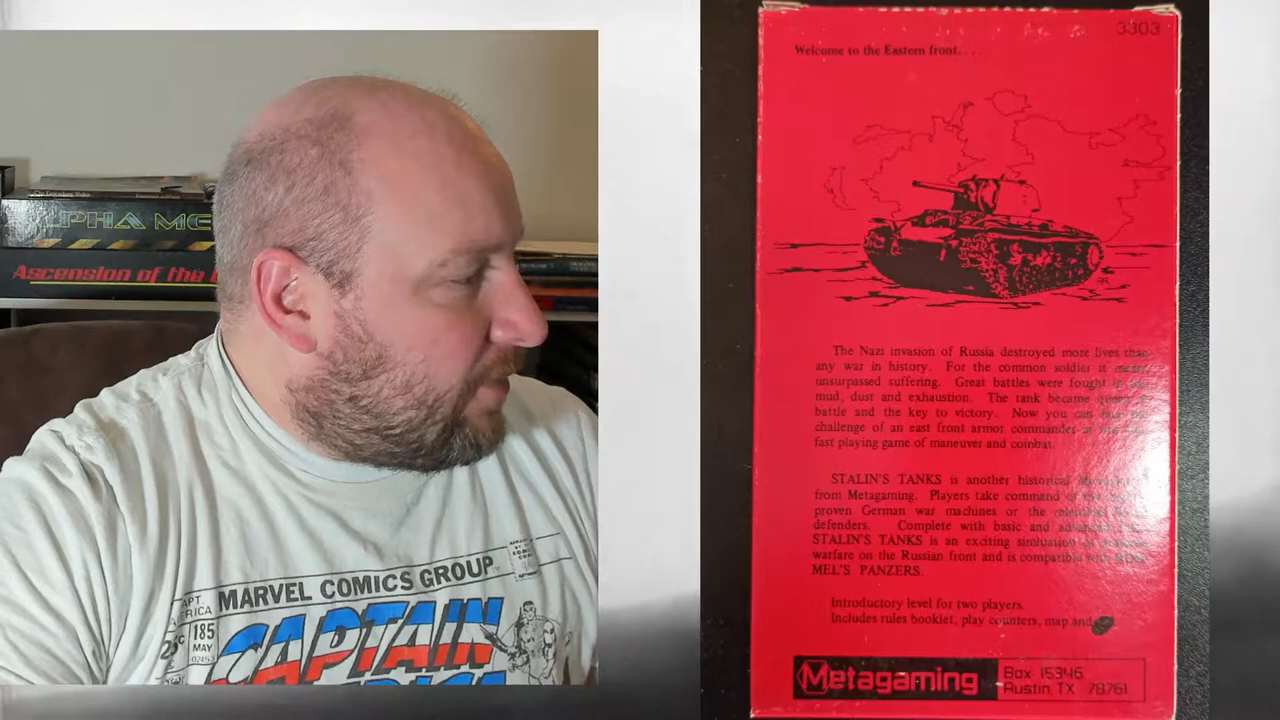 ALPHA ME
Ascension of the
MARVEL COMICS GROUP
185
MAY
CAPTAIN
3303
Welcome to the Eastern front. . . . .
The Nazi invasion of Russia destroyed more lives than
any war in history. For the common soldier it meant
unsurpassed suffering. Great battles were fought in
mud, dust and exhaustion. The tank became queen of
battle and the key to victory. Now you can
challenge of an east front armor commander
fast playing game of maneuver and combat.
STALIN'S TANKS is another historical
from Metagaming. Players take command of
proven German war machines or the
defenders. Complete with basic and
STALIN'S TANKS is an exciting simluation of
warfare on the Russian front and is compatible with ROM-
MEL'S PANZERS.
Introductory level for two players.
Includes rules booklet, play counters, map and
Metagaming
Box 15346
Austin, TX 78761